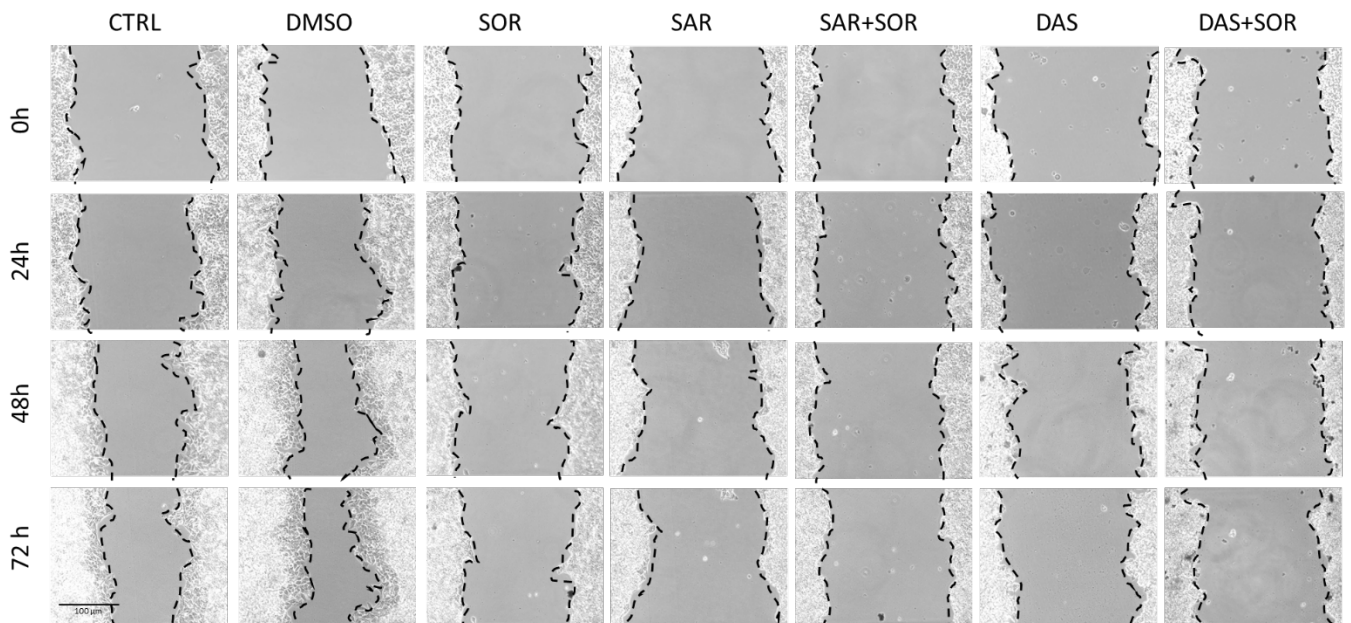 CTRL DMSO SOR SAR SAR+SOR DAS DAS+SOR
0h
24h
48h
72 h
100 µm